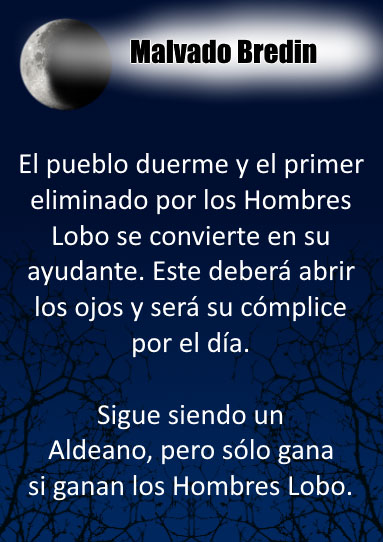 Malvado Bredin
El pueblo duerme y el primer
eliminado por los Hombres
Lobo se convierte en su
ayudante. Este deberá abrir
los ojos y será su cómplice
por el día.
Sigue siendo un
Aldeano, pero sólo gana
si ganan los Hombres Lobo.